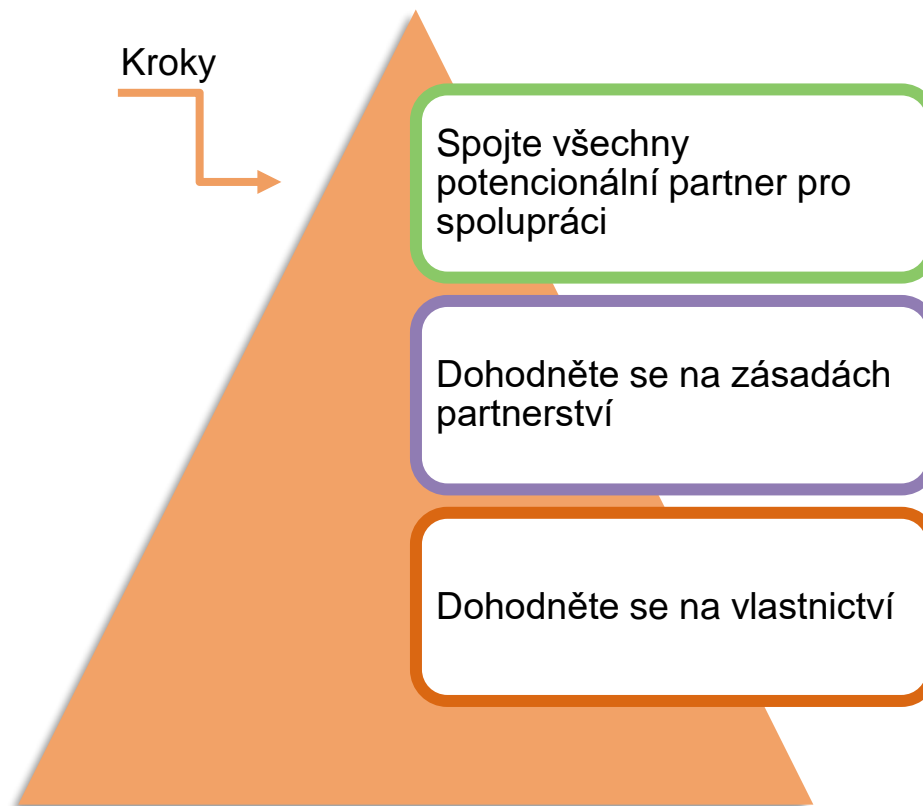 Kroky
Spojte všechny
potencionální partner pro
spolupráci
Dohodněte se na zásadách
partnerství
Dohodněte se na vlastnictví